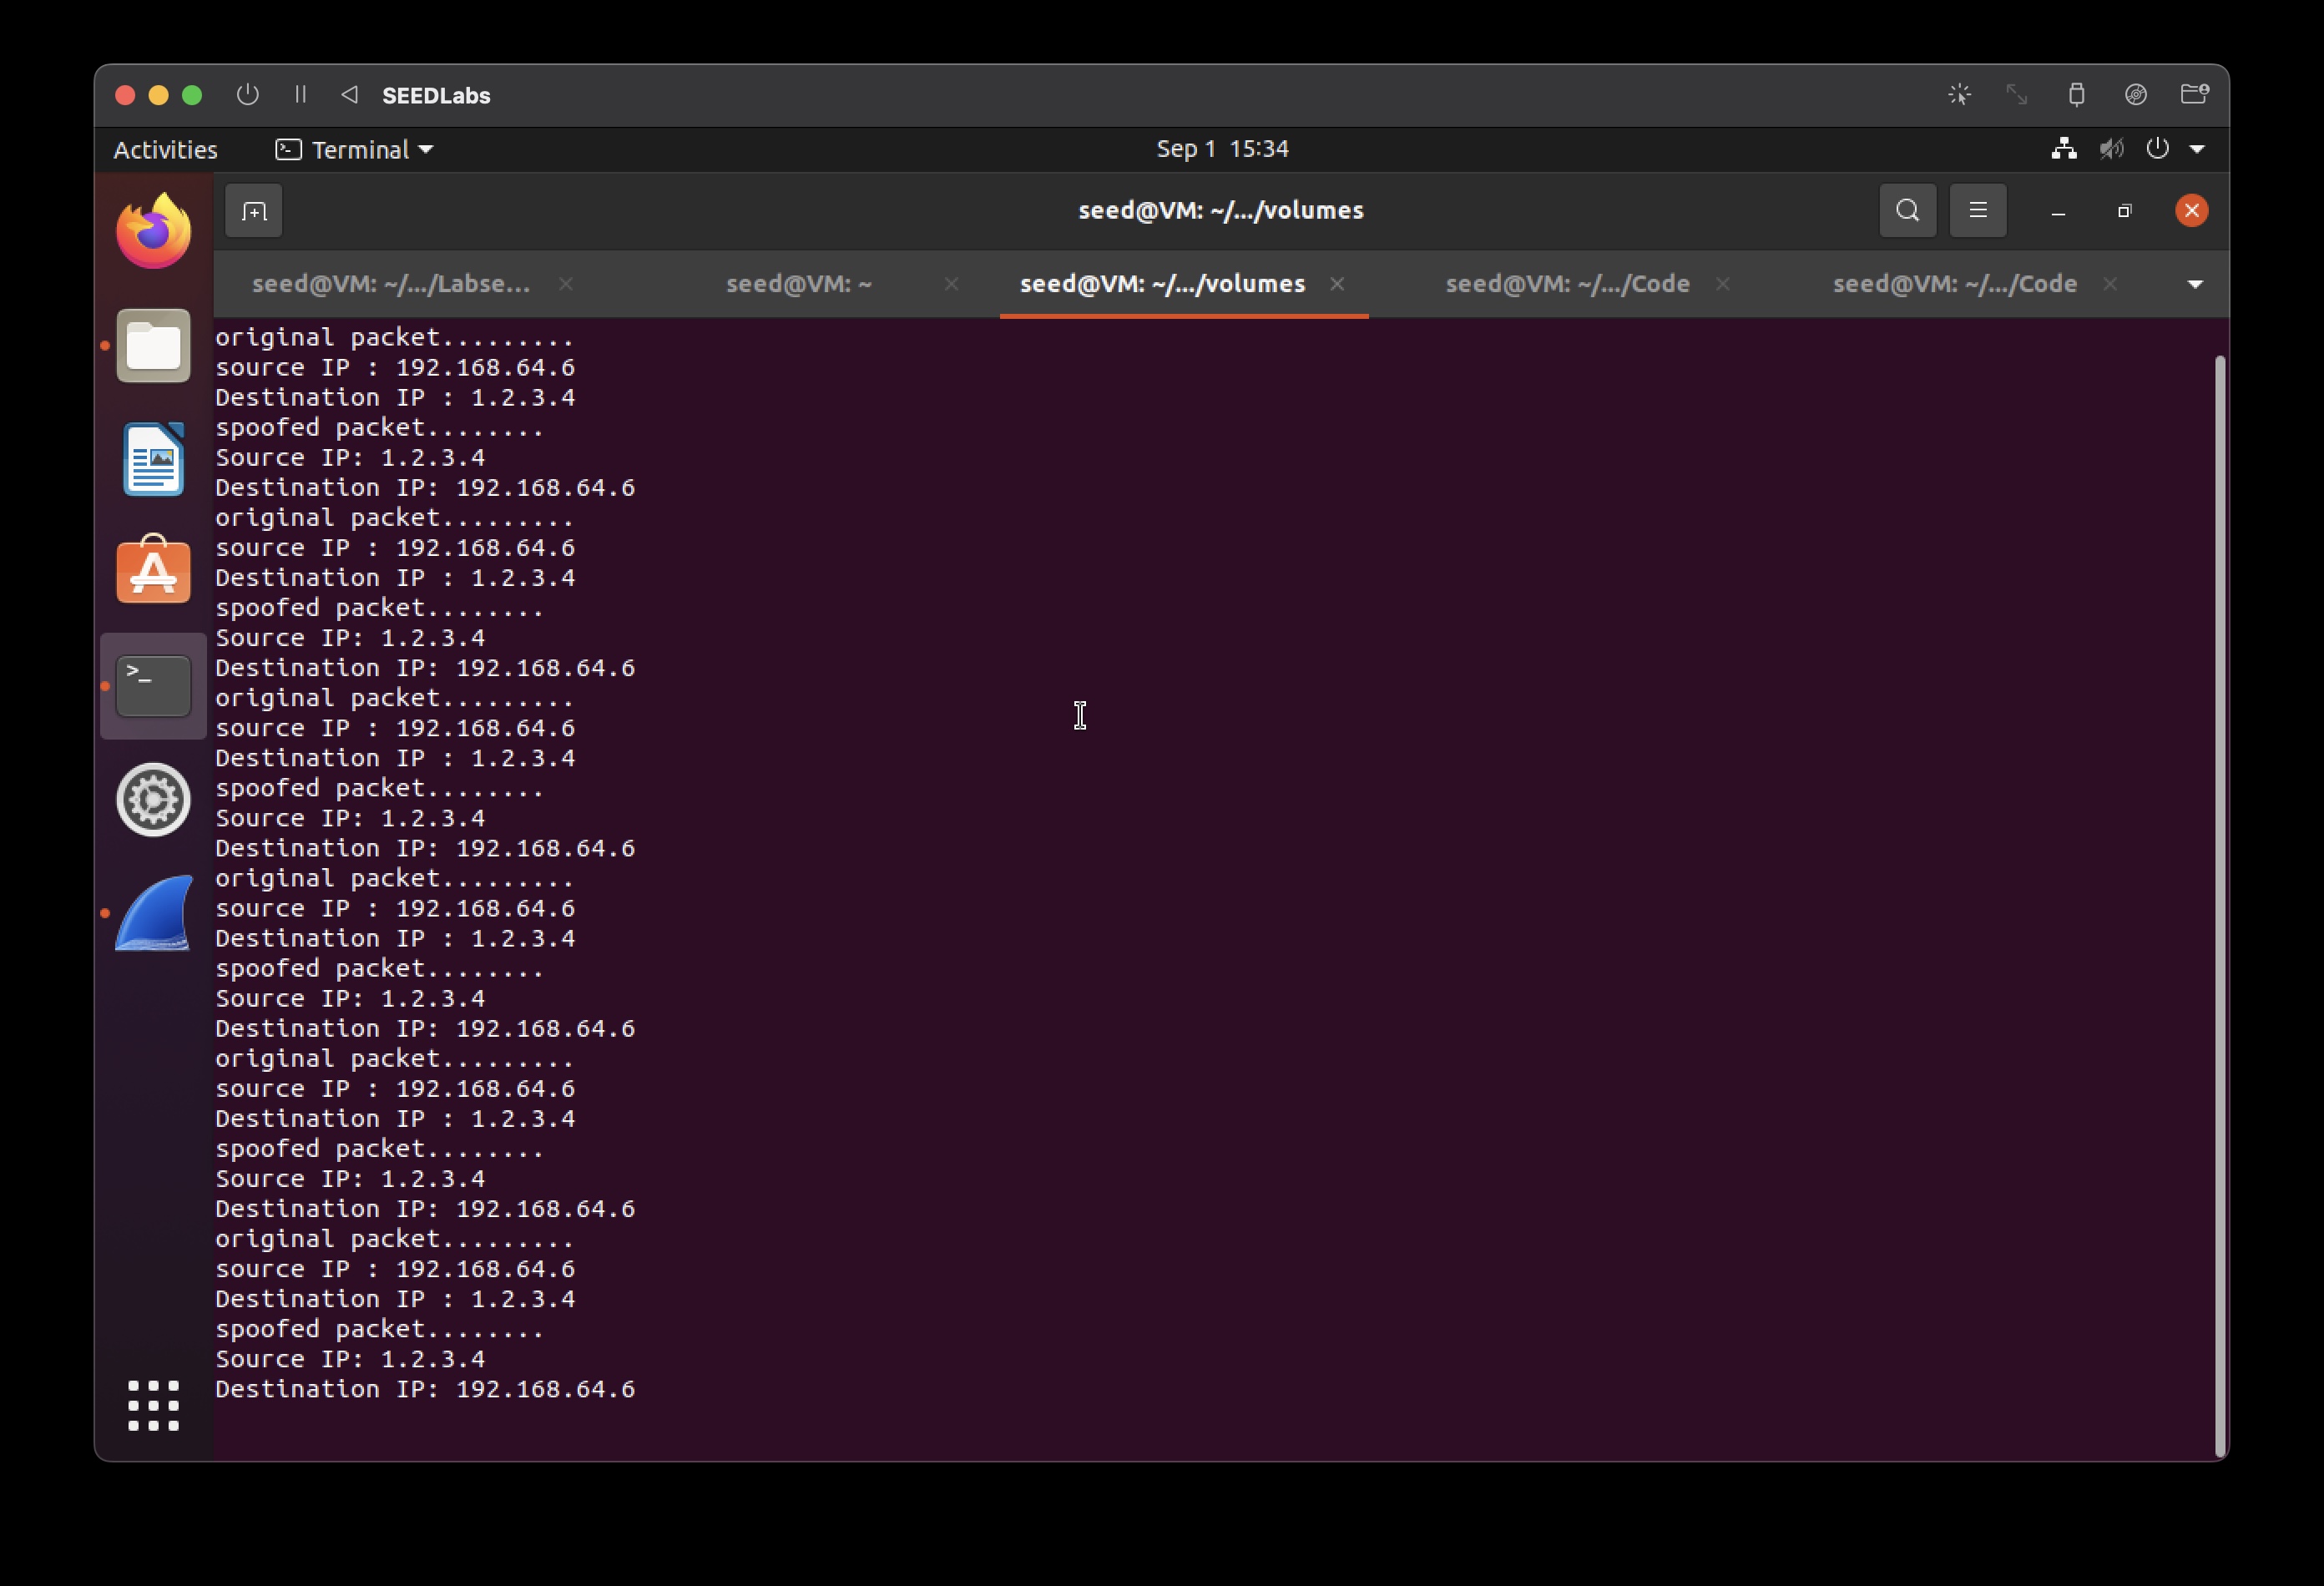 SEEDLabs
Activities Terminal Sep 1 15:34
seed@VM: ~/.../volumes
seed@VM: ~/.../Labse... seed@VM: ~ seed@VM: ~/.../volumes seed@VM: ~/.../Code seed@VM: ~/.../Code
original packet.........
source IP : 192.168.64.6
Destination IP : 1.2.3.4
spoofed packet........
Source IP: 1.2.3.4
Destination IP: 192.168.64.6
original packet.........
source IP : 192.168.64.6
Destination IP : 1.2.3.4
spoofed packet........
Source IP: 1.2.3.4
Destination IP: 192.168.64.6
original packet.........
source IP : 192.168.64.6
Destination IP : 1.2.3.4
spoofed packet........
Source IP: 1.2.3.4
Destination IP: 192.168.64.6
original packet.........
source IP : 192.168.64.6
Destination IP : 1.2.3.4
spoofed packet........
Source IP: 1.2.3.4
Destination IP: 192.168.64.6
original packet.........
source IP : 192.168.64.6
Destination IP : 1.2.3.4
spoofed packet........
Source IP: 1.2.3.4
Destination IP: 192.168.64.6
original packet.........
source IP : 192.168.64.6
Destination IP : 1.2.3.4
spoofed packet........
Source IP: 1.2.3.4
Destination IP: 192.168.64.6